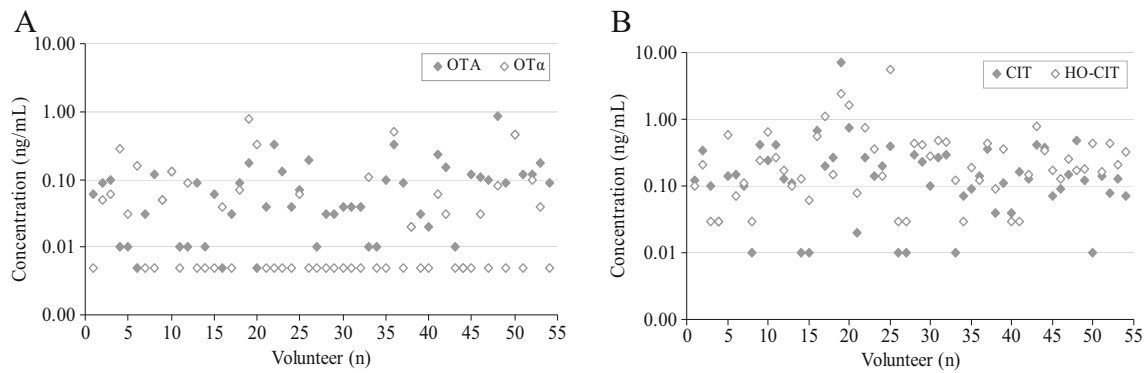 A
Concentration (ng/mL)
10.00
1.00
0.10
0.01
0.00
OTA OTα
0 5 10 15 20 25 30 35 40 45 50 55
Volunteer (n)
B
Concentration (ng/mL)
10.00
1.00
0.10
0.01
0.00
CIT HO-CIT
0 5 10 15 20 25 30 35 40 45 50 55
Volunteer (n)